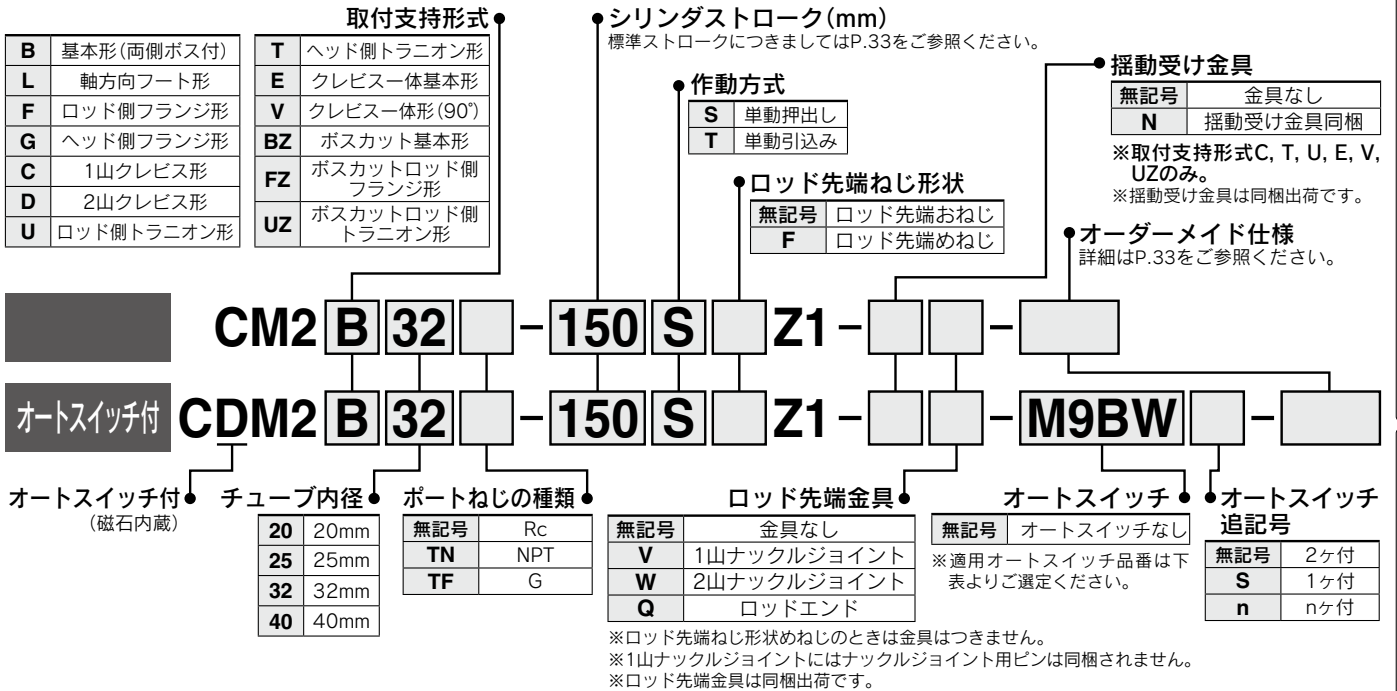 取付支持形式
B 基本形(両側ボス付)
L 軸方向フート形
F ロッド側フランジ形
G ヘッド側フランジ形
C 1山クレビス形
D 2山クレビス形
U ロッド側トラニオン形
T ヘッド側トラニオン形
E クレビス一体基本形
V クレビス一体形(90°)
BZ ボスカット基本形
FZ ボスカットロッド側
フランジ形
UZ ボスカットロッド側
トラニオン形
シリンダストローク(mm)
標準ストロークにつきましてはP.33をご参照ください。
作動方式
S 単動押出し
T 単動引込み
ロッド先端ねじ形状
無記号 ロッド先端おねじ
F ロッド先端めねじ
揺動受け金具
無記号 金具なし
N 揺動受け金具同梱
※取付支持形式C, T, U, E, V,
UZのみ。
※揺動受け金具は同梱出荷です。
オーダーメイド仕様
詳細はP.33をご参照ください。
CM2 B 32 - 150 S Z1 - -
オートスイッチ付 CDM2 B 32 - 150 S Z1 - - M9BW -
オートスイッチ付
(磁石内蔵)
チューブ内径
20 20mm
25 25mm
32 32mm
40 40mm
ポートねじの種類
無記号 Rc
TN NPT
TF G
ロッド先端金具
無記号 金具なし
V 1山ナックルジョイント
W 2山ナックルジョイント
Q ロッドエンド
※ロッド先端ねじ形状めねじのときは金具はつきません。
※1山ナックルジョイントにはナックルジョイント用ピンは同梱されません。
※ロッド先端金具は同梱出荷です。
オートスイッチ
無記号 オートスイッチなし
※適用オートスイッチ品番は下
表よりご選定ください。
オートスイッチ
追記号
無記号 2ヶ付
S 1ヶ付
n nヶ付